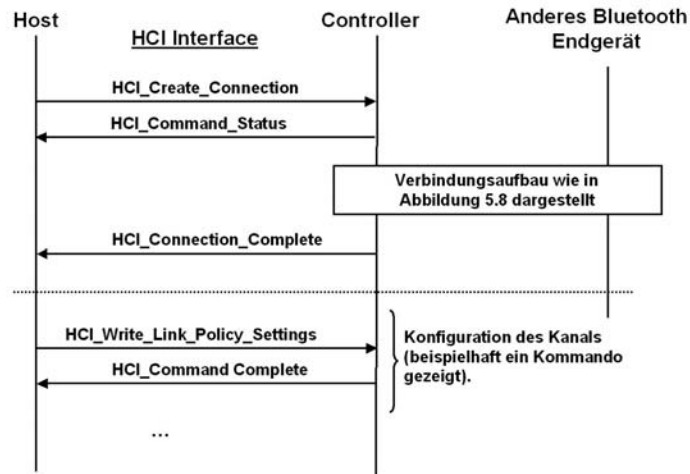 Host
Controller
Anderes Bluetooth
Endgerät
HCI Interface
HCI_Create_Connection
HCI_Command_Status
Verbindungsaufbau wie in
Abbildung 5.8 dargestellt
HCI_Connection_Complete
HCI_Write_Link_Policy_Settings
HCI_Command Complete
Konfiguration des Kanals
(beispielhaft ein Kommando
gezeigt).
...